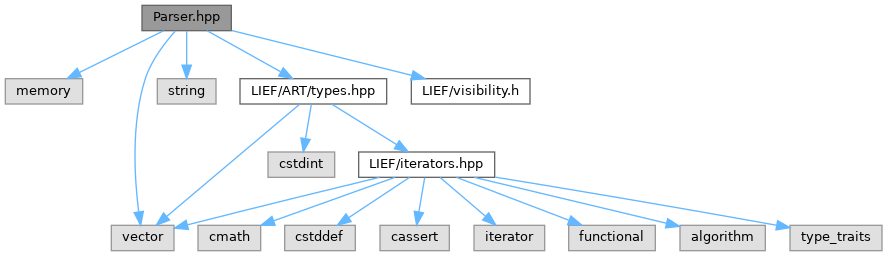 Parser.hpp
memory
string
LIEF/ART/types.hpp
LIEF/visibility.h
cstdint
LIEF/iterators.hpp
vector
cmath
cstddef
cassert
iterator
functional
algorithm
type_traits